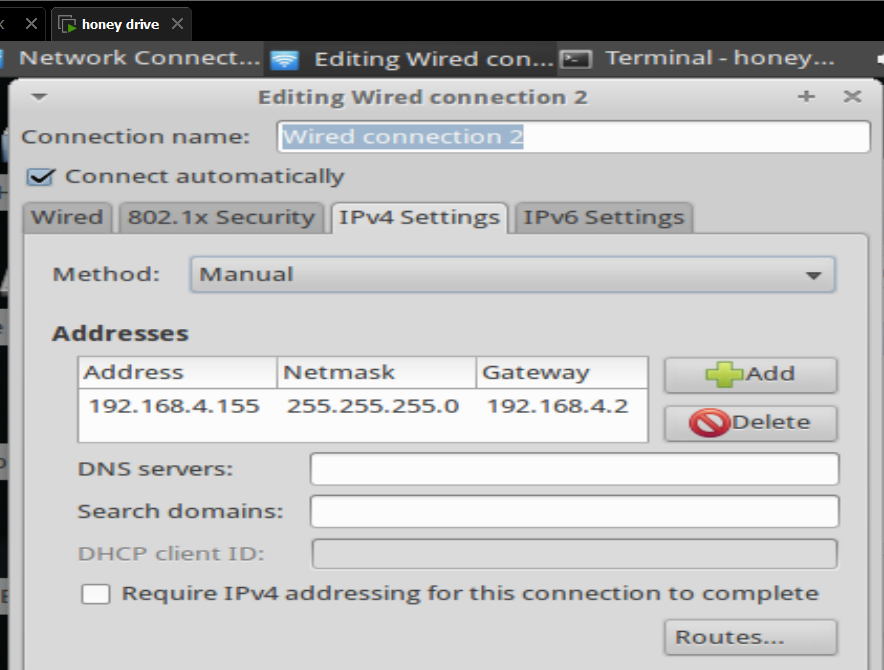 honey drive
Network Connect... Editing Wired con... Terminal - honey...
Editing Wired connection 2
Connection name: Wired connection 2
Connect automatically
Wired 802.1x Security IPv4 Settings IPv6 Settings
Method: Manual
Addresses
Address Netmask Gateway Add
192.168.4.155 255.255.255.0 192.168.4.2 Delete
DNS servers:
Search domains:
DHCP client ID:
Require IPv4 addressing for this connection to complete
Routes...